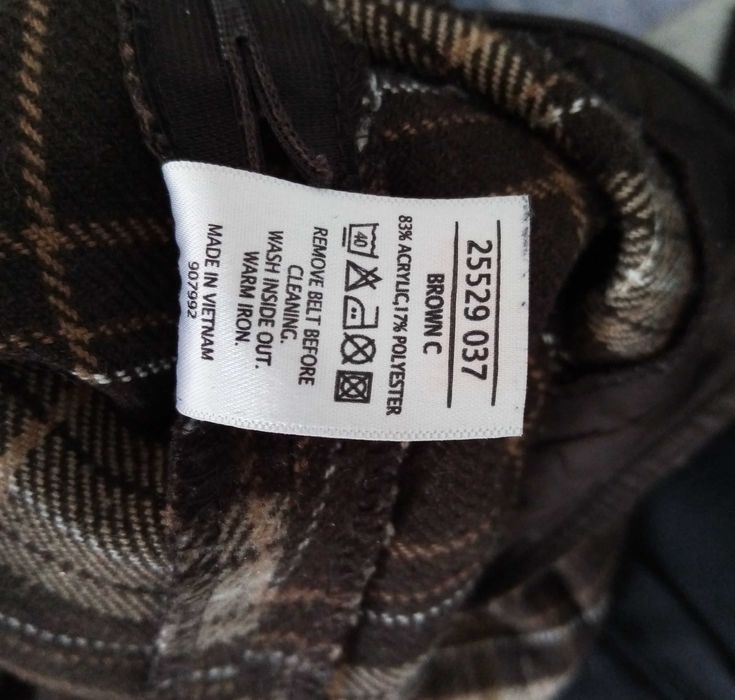 25529 037
BROWN C
83% ACRYLIC,17% POLYESTER
40
REMOVE BELT BEFORE
CLEANING.
WASH INSIDE OUT.
WARM IRON.
MADE IN VIETNAM
907992